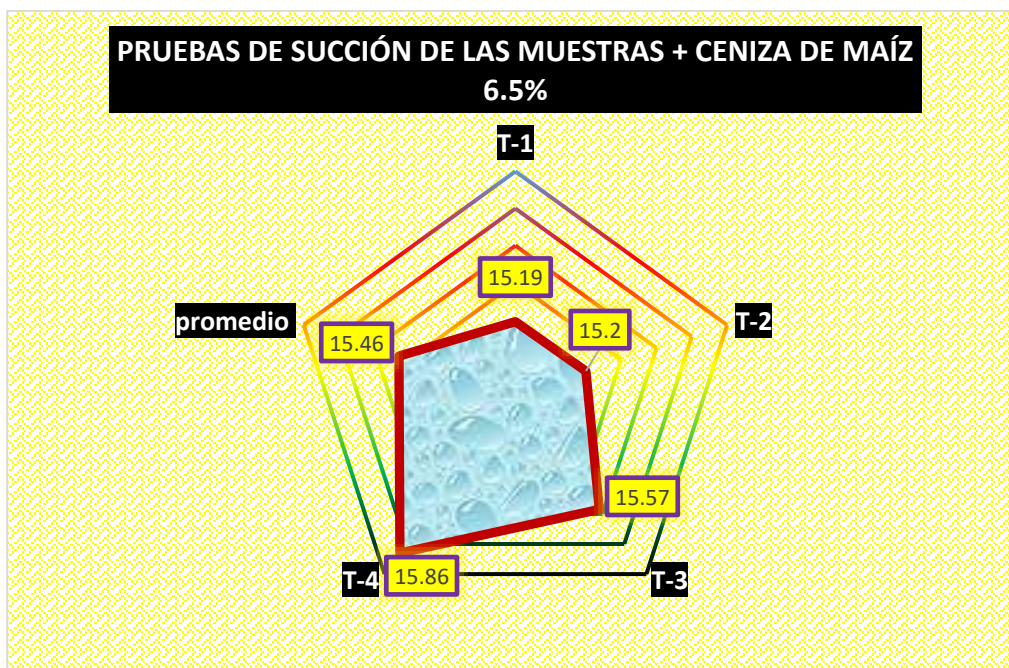 PRUEBAS DE SUCCIÓN DE LAS MUESTRAS + CENIZA DE MAÍZ
6.5%
T-1
15.19
promedio
15.46
15.2
T-2
15.57
T-4
15.86
T-3